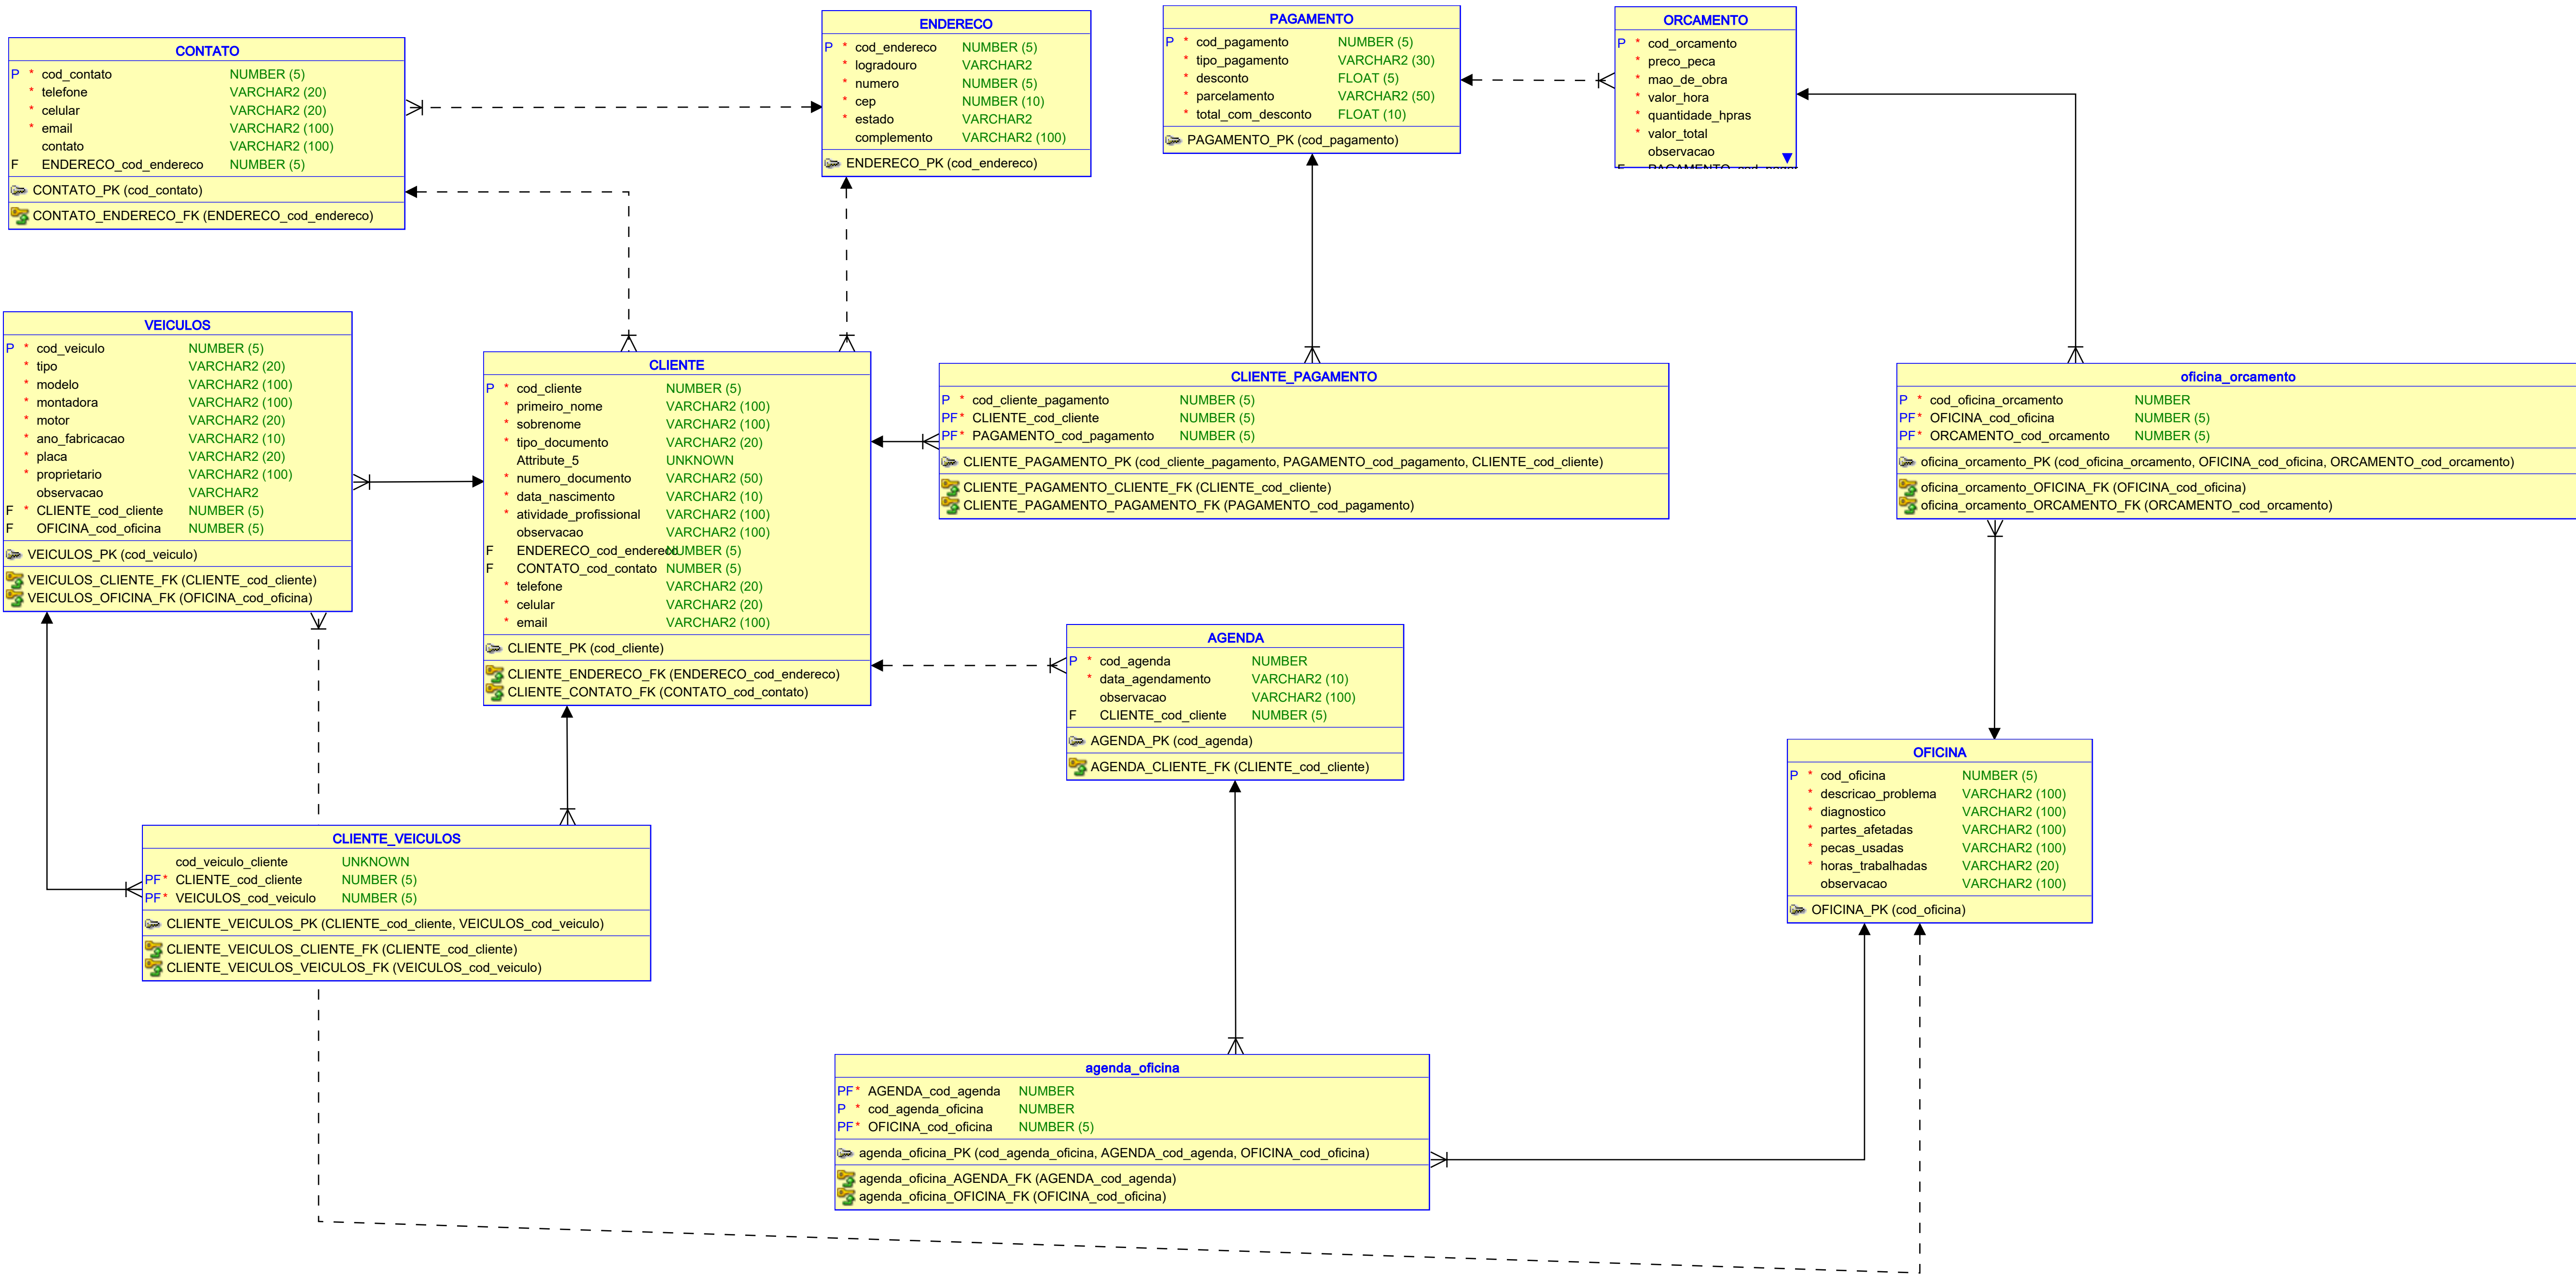 CONTATO
P * cod_contato NUMBER (5)
* telefone VARCHAR2 (20)
* celular VARCHAR2 (20)
* email VARCHAR2 (100)
contato VARCHAR2 (100)
F ENDERECO_cod_endereco NUMBER (5)
CONTATO_PK (cod_contato)
CONTATO_ENDERECO_FK (ENDERECO_cod_endereco)
ENDERECO
P * cod_endereco NUMBER (5)
* logradouro VARCHAR2
* numero NUMBER (5)
* cep NUMBER (10)
* estado VARCHAR2
complemento VARCHAR2 (100)
ENDERECO_PK (cod_endereco)
PAGAMENTO
P * cod_pagamento NUMBER (5)
* tipo_pagamento VARCHAR2 (30)
* desconto FLOAT (5)
* parcelamento VARCHAR2 (50)
* total_com_desconto FLOAT (10)
PAGAMENTO_PK (cod_pagamento)
ORCAMENTO
P * cod_orcamento
* preco_peca
* mao_de_obra
* valor_hora
* quantidade_hpras
* valor_total
observacao
VEICULOS
P * cod_veiculo NUMBER (5)
* tipo VARCHAR2 (20)
* modelo VARCHAR2 (100)
* montadora VARCHAR2 (100)
* motor VARCHAR2 (20)
* ano_fabricacao VARCHAR2 (10)
* placa VARCHAR2 (20)
* proprietario VARCHAR2 (100)
observacao VARCHAR2
F * CLIENTE_cod_cliente NUMBER (5)
F OFICINA_cod_oficina NUMBER (5)
VEICULOS_PK (cod_veiculo)
VEICULOS_CLIENTE_FK (CLIENTE_cod_cliente)
VEICULOS_OFICINA_FK (OFICINA_cod_oficina)
CLIENTE
P * cod_cliente NUMBER (5)
* primeiro_nome VARCHAR2 (100)
* sobrenome VARCHAR2 (100)
* tipo_documento VARCHAR2 (20)
Attribute_5 UNKNOWN
* numero_documento VARCHAR2 (50)
* data_nascimento VARCHAR2 (10)
* atividade_profissional VARCHAR2 (100)
observacao VARCHAR2 (100)
F ENDERECO_cod_endereco NUMBER (5)
F CONTATO_cod_contato NUMBER (5)
* telefone VARCHAR2 (20)
* celular VARCHAR2 (20)
* email VARCHAR2 (100)
CLIENTE_PK (cod_cliente)
CLIENTE_ENDERECO_FK (ENDERECO_cod_endereco)
CLIENTE_CONTATO_FK (CONTATO_cod_contato)
CLIENTE_PAGAMENTO
P * cod_cliente_pagamento NUMBER (5)
PF * CLIENTE_cod_cliente NUMBER (5)
PF * PAGAMENTO_cod_pagamento NUMBER (5)
CLIENTE_PAGAMENTO_PK (cod_cliente_pagamento, PAGAMENTO_cod_pagamento, CLIENTE_cod_cliente)
CLIENTE_PAGAMENTO_CLIENTE_FK (CLIENTE_cod_cliente)
CLIENTE_PAGAMENTO_PAGAMENTO_FK (PAGAMENTO_cod_pagamento)
oficina_orcamento
P * cod_oficina_orcamento NUMBER
PF * OFICINA_cod_oficina NUMBER (5)
PF * ORCAMENTO_cod_orcamento NUMBER (5)
oficina_orcamento_PK (cod_oficina_orcamento, OFICINA_cod_oficina, ORCAMENTO_cod_orcamento)
oficina_orcamento_OFICINA_FK (OFICINA_cod_oficina)
oficina_orcamento_ORCAMENTO_FK (ORCAMENTO_cod_orcamento)
AGENDA
P * cod_agenda NUMBER
* data_agendamento VARCHAR2 (10)
observacao VARCHAR2 (100)
F CLIENTE_cod_cliente NUMBER (5)
AGENDA_PK (cod_agenda)
AGENDA_CLIENTE_FK (CLIENTE_cod_cliente)
OFICINA
P * cod_oficina NUMBER (5)
* descricao_problema VARCHAR2 (100)
* diagnostico VARCHAR2 (100)
* partes_afetadas VARCHAR2 (100)
* pecas_usadas VARCHAR2 (100)
* horas_trabalhadas VARCHAR2 (20)
observacao VARCHAR2 (100)
OFICINA_PK (cod_oficina)
CLIENTE_VEICULOS
cod_veiculo_cliente UNKNOWN
PF * CLIENTE_cod_cliente NUMBER (5)
PF * VEICULOS_cod_veiculo NUMBER (5)
CLIENTE_VEICULOS_PK (CLIENTE_cod_cliente, VEICULOS_cod_veiculo)
CLIENTE_VEICULOS_CLIENTE_FK (CLIENTE_cod_cliente)
CLIENTE_VEICULOS_VEICULOS_FK (VEICULOS_cod_veiculo)
agenda_oficina
PF * AGENDA_cod_agenda NUMBER
P * cod_agenda_oficina NUMBER
PF * OFICINA_cod_oficina NUMBER (5)
agenda_oficina_PK (cod_agenda_oficina, AGENDA_cod_agenda, OFICINA_cod_oficina)
agenda_oficina_AGENDA_FK (AGENDA_cod_agenda)
agenda_oficina_OFICINA_FK (OFICINA_cod_oficina)